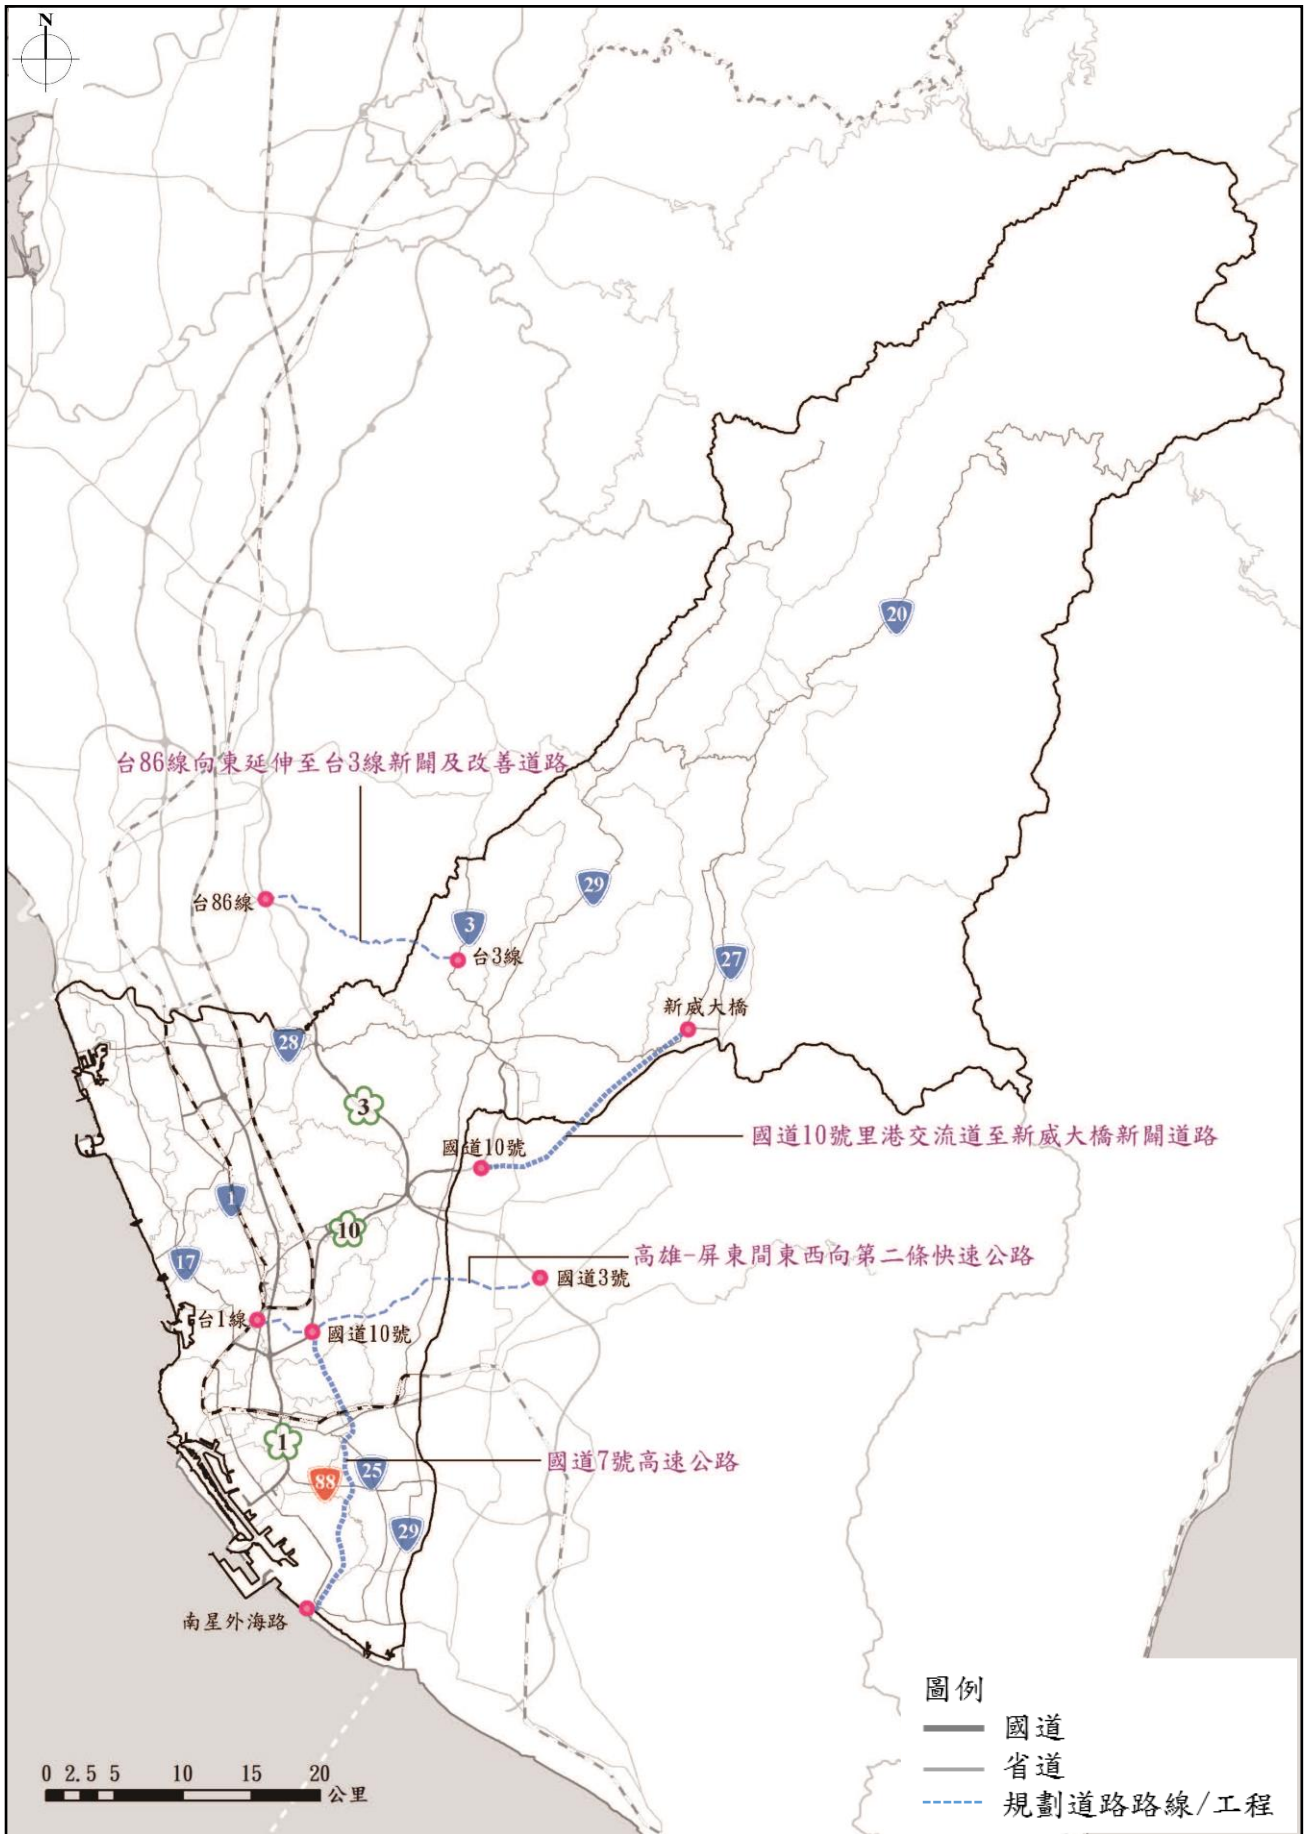 N
20
台86線向東延伸至台3線新闢及改善道路
29
台86線
3
台3線
27
新威大橋
28
3
國道10號
國道10號里港交流道至新威大橋新闢道路
1
10
17
高雄-屏東間東西向第二條快速公路
國道3號
台1線
國道10號
1
國道7號高速公路
25
88
29
南星外海路
圖例
國道
省道
規劃道路路線/工程
0 2.5 5 10 15 20
公里